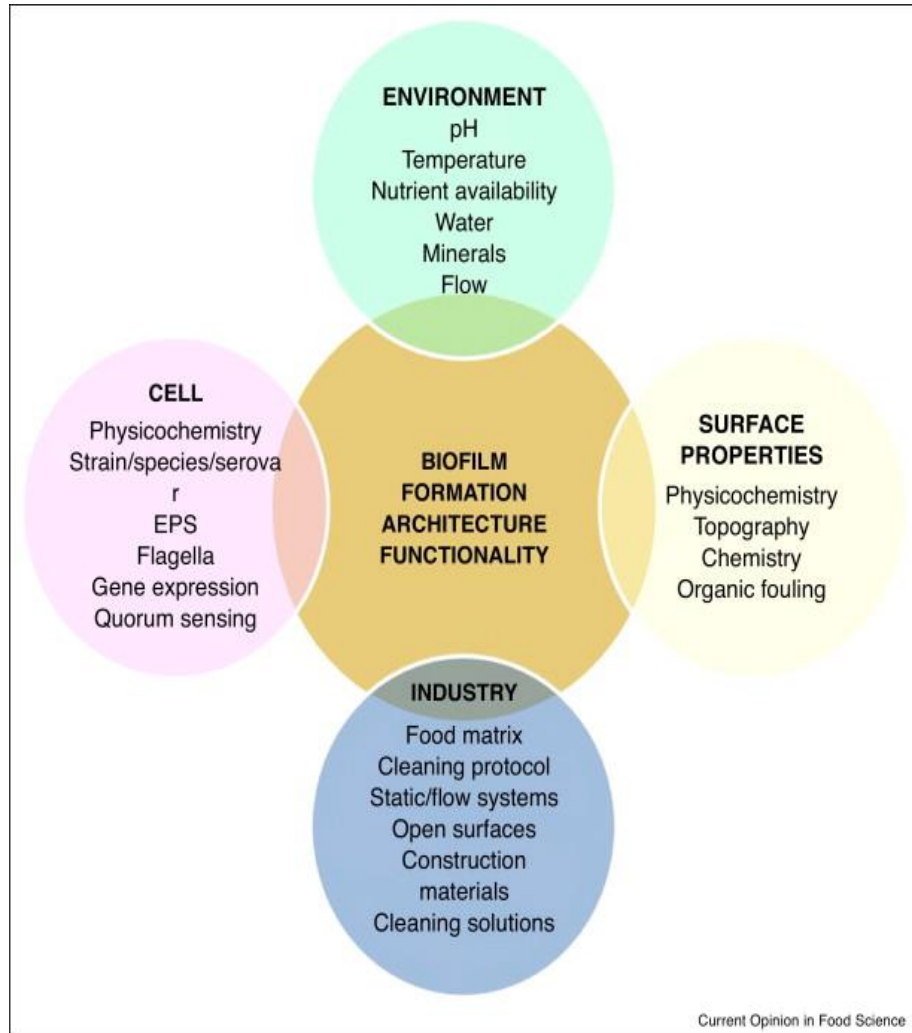 ENVIRONMENT
pH
Temperature
Nutrient availability
Water
Minerals
Flow
CELL
Physicochemistry
Strain/species/serova
r
EPS
Flagella
Gene expression
Quorum sensing
BIOFILM
FORMATION
ARCHITECTURE
FUNCTIONALITY
SURFACE
PROPERTIES
Physicochemistry
Topography
Chemistry
Organic fouling
INDUSTRY
Food matrix
Cleaning protocol
Static/flow systems
Open surfaces
Construction
materials
Cleaning solutions
Current Opinion in Food Science